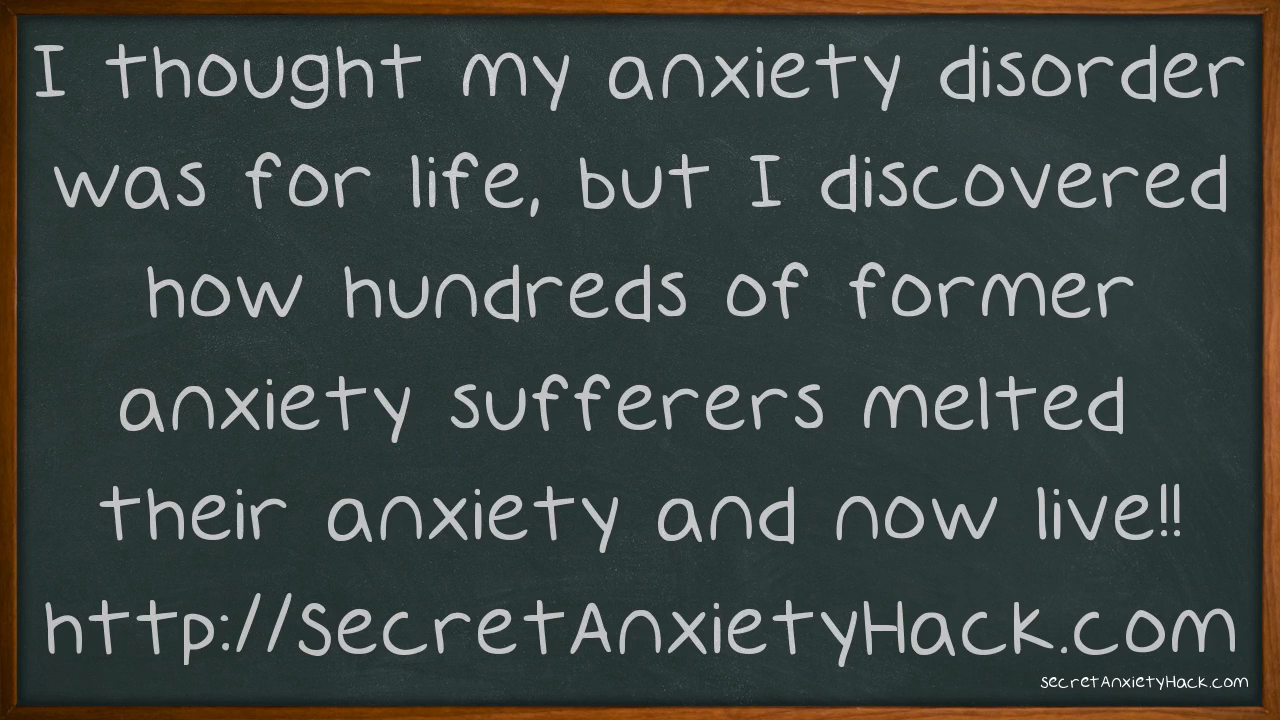 I thought my anxiety disorder
was for life, but I discovered
how hundreds of former
anxiety sufferers melted
their anxiety and now live!!
http://SecretAnxietyHack.com
secretAnxietyHack.com